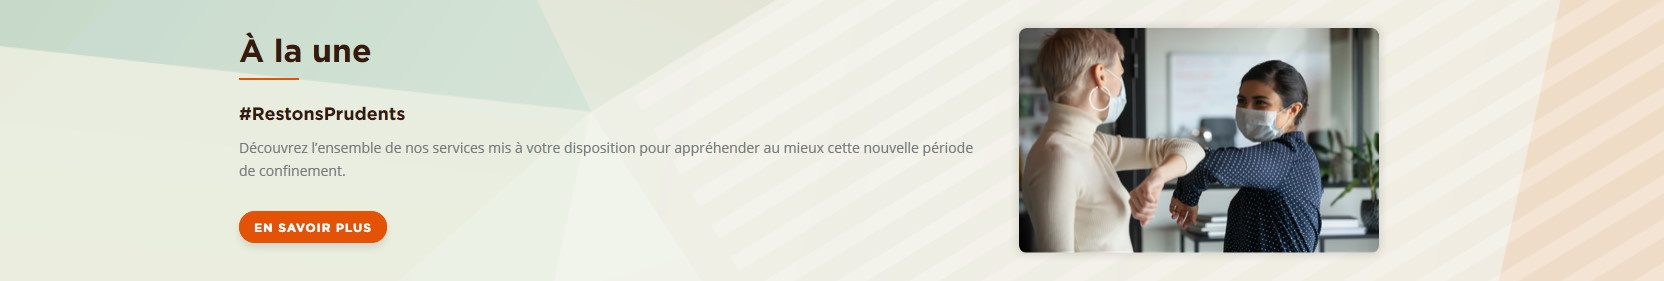 À la une
#RestonsPrudents
Découvrez l’ensemble de nos services mis à votre disposition pour appréhender au mieux cette nouvelle période
de confinement.
EN SAVOIR PLUS